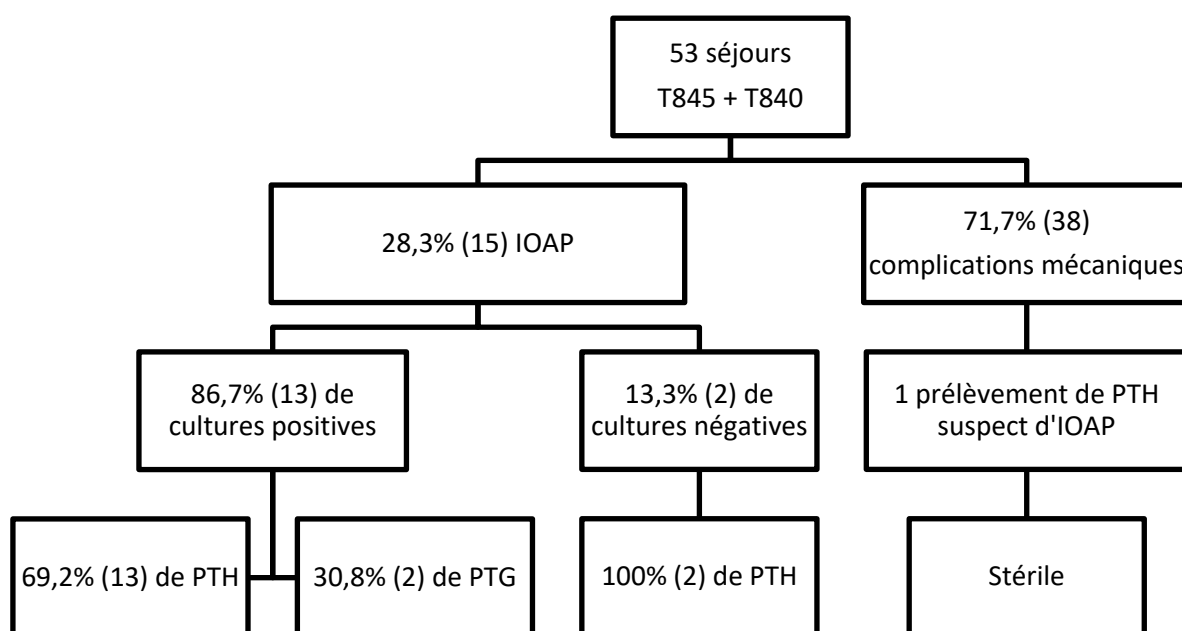 53 séjours
T845 + T840
28,3% (15) IOAP
71,7% (38)
complications mécaniques
86,7% (13) de
cultures positives
13,3% (2) de
cultures négatives
1 prélèvement de PTH
suspect d'IOAP
69,2% (13) de PTH
30,8% (2) de PTG
100% (2) de PTH
Stérile